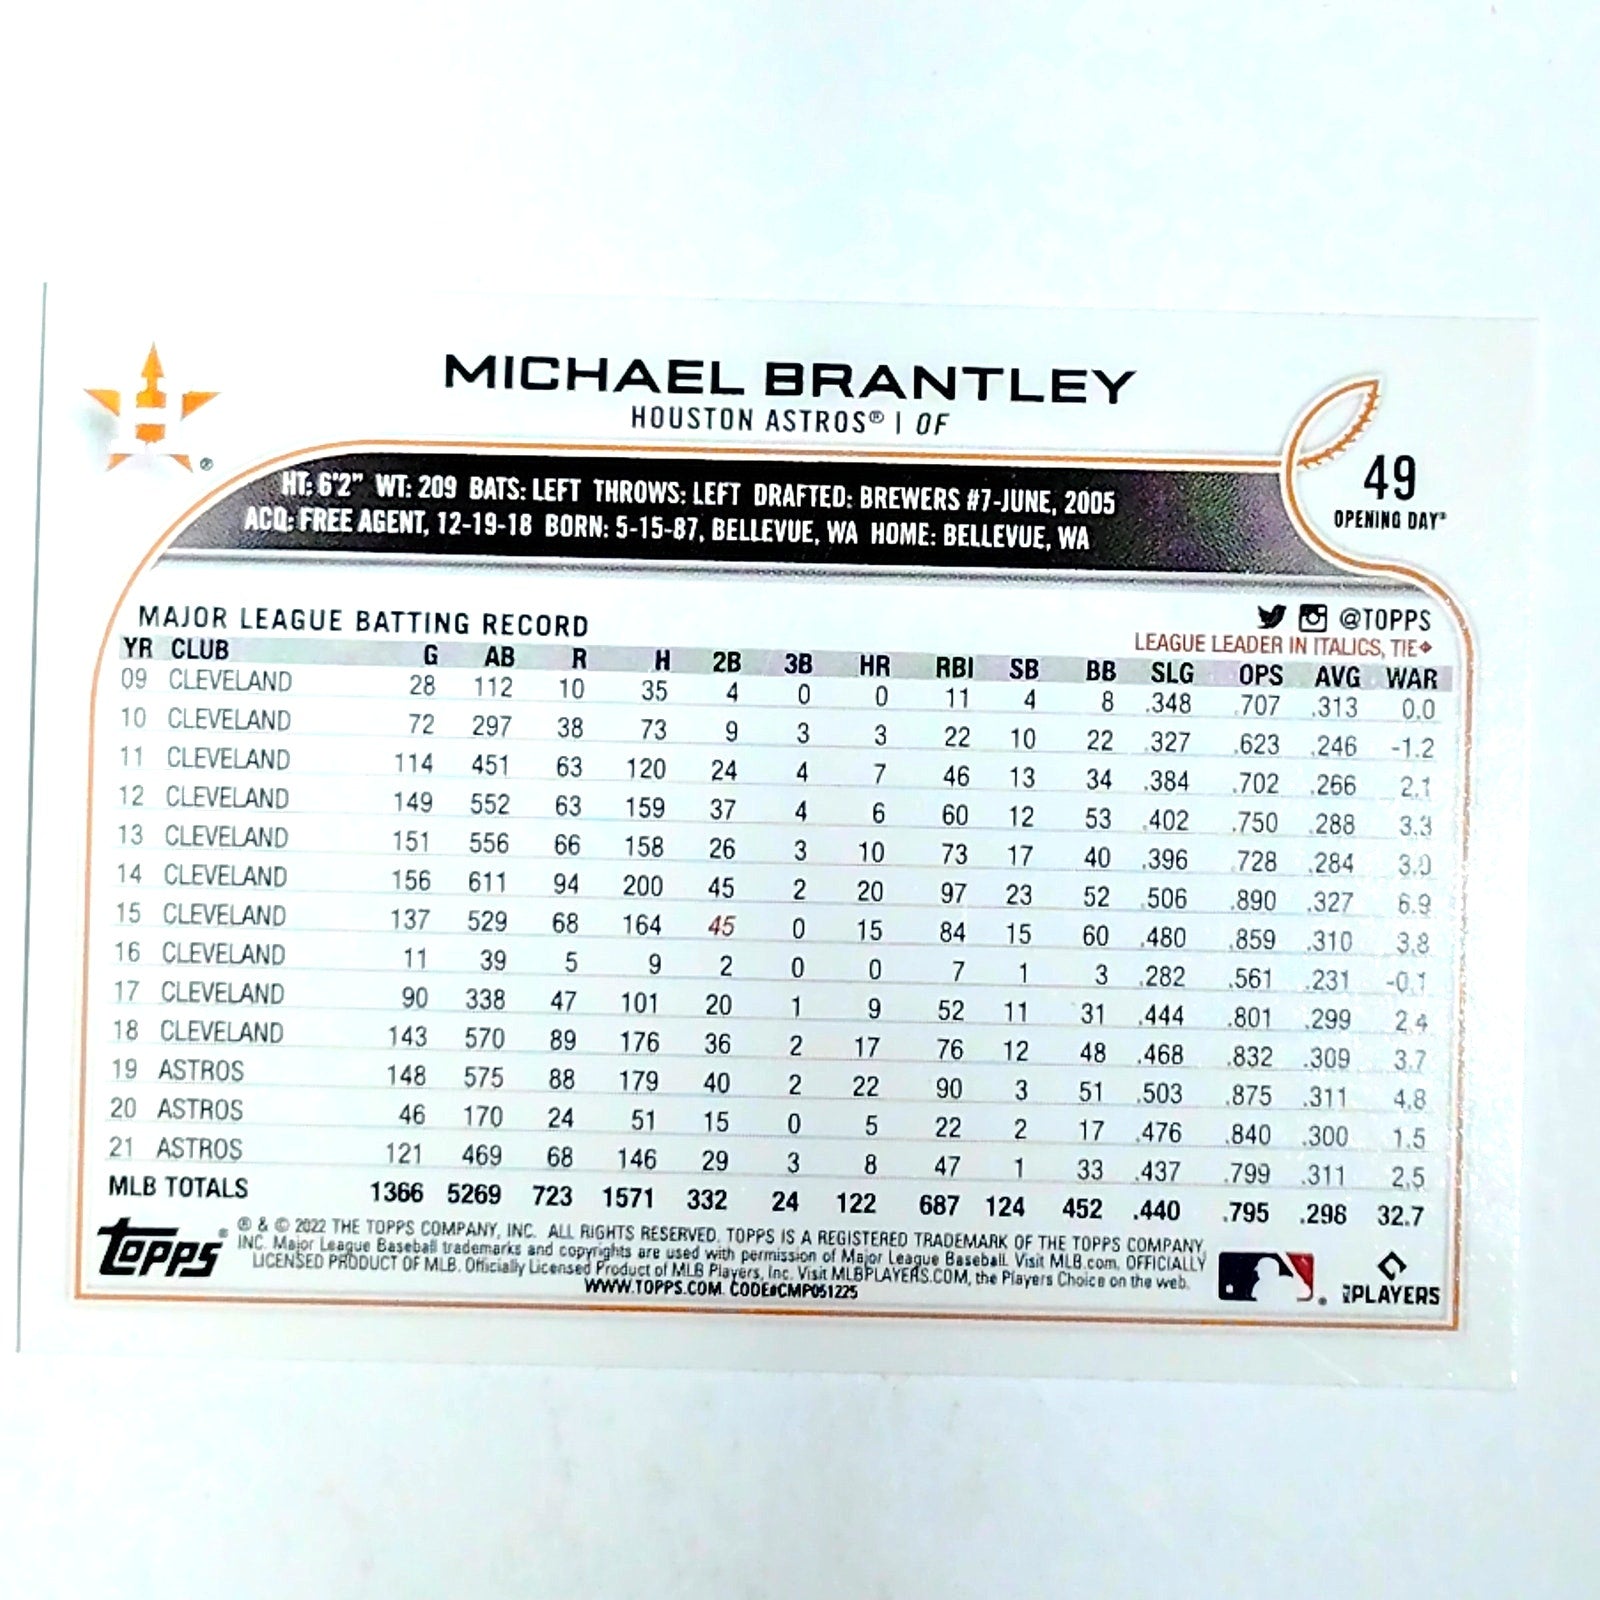 MICHAEL BRANTLEY
HOUSTON ASTROS® | OF
®
49
OPENING DAY®
HT: 6'2" WT: 209 BATS: LEFT THROWS: LEFT DRAFTED: BREWERS #7-JUNE, 2005
ACQ: FREE AGENT, 12-19-18 BORN: 5-15-87, BELLEVUE, WA HOME: BELLEVUE, WA
MAJOR LEAGUE BATTING RECORD
@TOPPS
LEAGUE LEADER IN ITALICS, TIE◆
YR CLUB G AB R H 2B 3B HR RBI SB BB SLG OPS AVG WAR
09 CLEVELAND 28 112 10 35 4 0 0 11 4 8 .348 .707 .313 0.0
10 CLEVELAND 72 297 38 73 9 3 3 22 10 22 .327 .623 .246 -1.2
11 CLEVELAND 114 451 63 120 24 4 7 46 13 34 .384 .702 .266 2.1
12 CLEVELAND 149 552 63 159 37 4 6 60 12 53 .402 .750 .288 3.3
13 CLEVELAND 151 556 66 158 26 3 10 73 17 40 .396 .728 .284 3.0
14 CLEVELAND 156 611 94 200 45 2 20 97 23 52 .506 .890 .327 6.9
15 CLEVELAND 137 529 68 164 45 0 15 84 15 60 .480 .859 .310 3.8
16 CLEVELAND 11 39 5 9 2 0 0 7 1 3 .282 .561 .231 -0.1
17 CLEVELAND 90 338 47 101 20 1 9 52 11 31 .444 .801 .299 2.4
18 CLEVELAND 143 570 89 176 36 2 17 76 12 48 .468 .832 .309 3.7
19 ASTROS 148 575 88 179 40 2 22 90 3 51 .503 .875 .311 4.8
20 ASTROS 46 170 24 51 15 0 5 22 2 17 .476 .840 .300 1.5
21 ASTROS 121 469 68 146 29 3 8 47 1 33 .437 .799 .311 2.5
MLB TOTALS 1366 5269 723 1571 332 24 122 687 124 452 .440 .795 .298 32.7
topps®
® & © 2022 THE TOPPS COMPANY, INC. ALL RIGHTS RESERVED. TOPPS IS A REGISTERED TRADEMARK OF THE TOPPS COMPANY,
INC. Major League Baseball trademarks and copyrights are used with permission of Major League Baseball. Visit MLB.com. OFFICIALLY
LICENSED PRODUCT OF MLB. Officially Licensed Product of MLB Players, Inc. Visit MLBPLAYERS.COM, the Players Choice on the web.
WWW.TOPPS.COM. CODE#CMP051225
PLAYERS